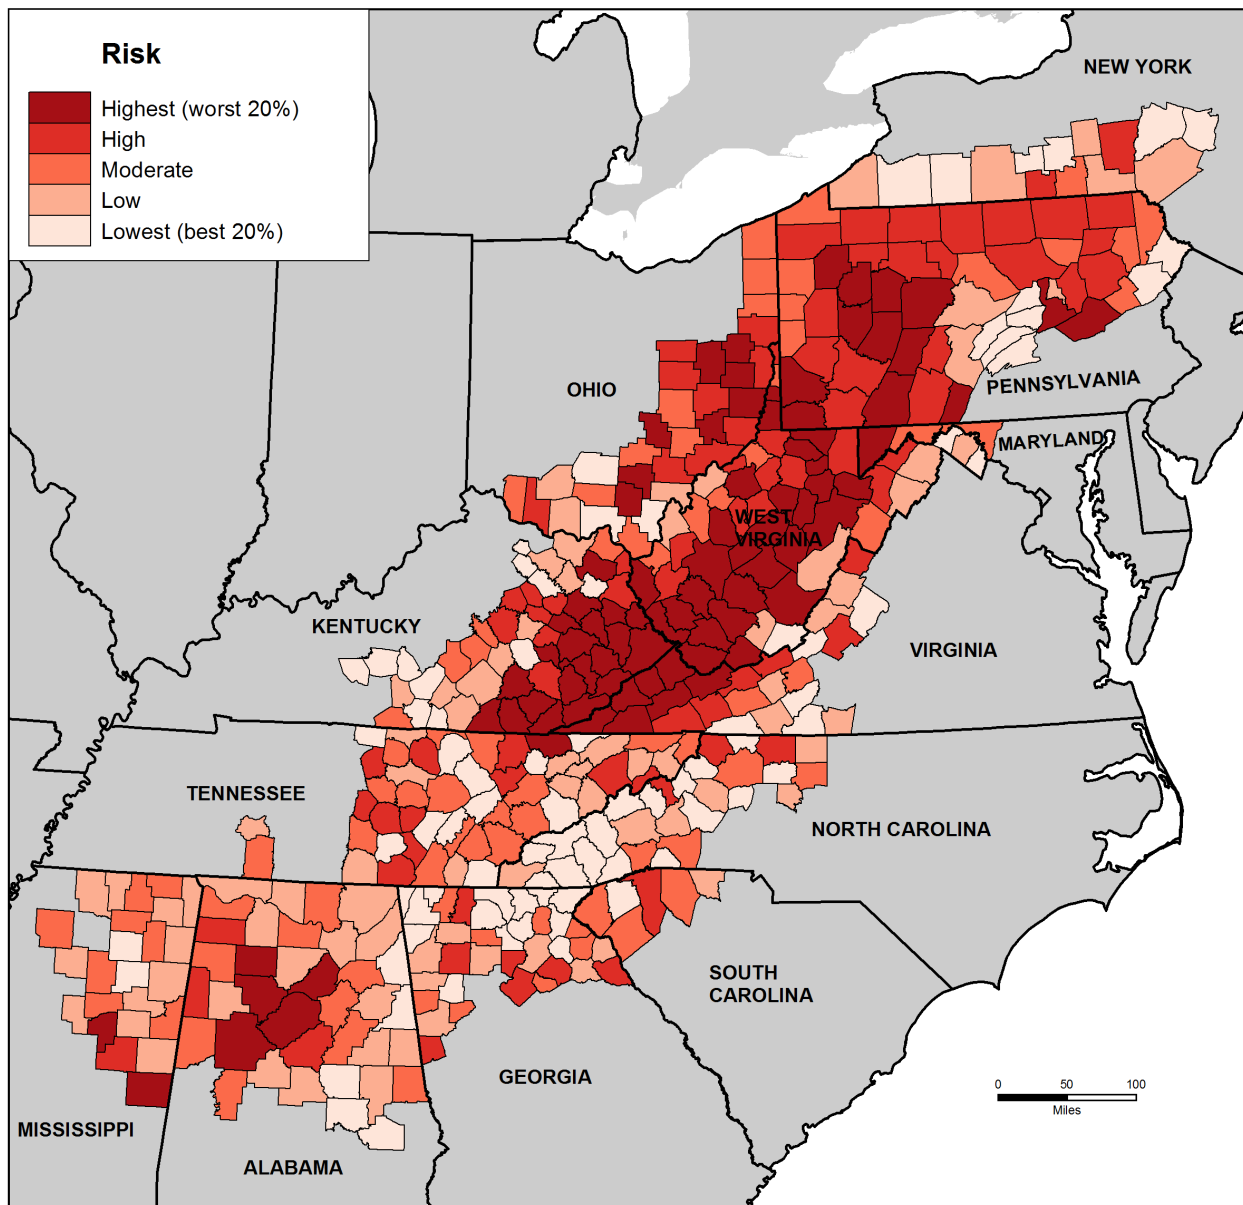 Risk
Highest (worst 20%)
High
Moderate
Low
Lowest (best 20%)
NEW YORK
OHIO
PENNSYLVANIA
MARYLAND
WEST
VIRGINIA
KENTUCKY
VIRGINIA
TENNESSEE
NORTH CAROLINA
SOUTH
CAROLINA
GEORGIA
MISSISSIPPI
ALABAMA
0 50 100
Miles